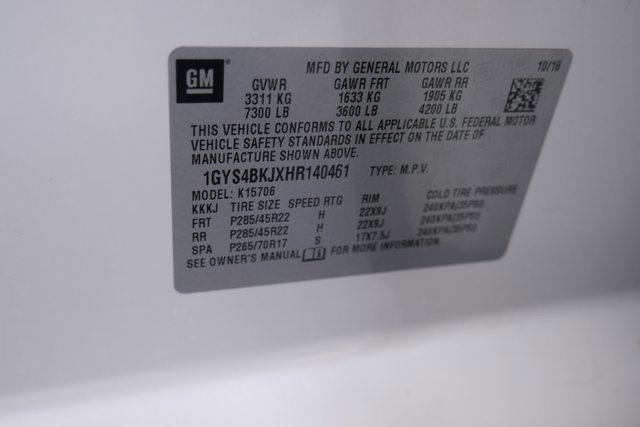 GM
MFD BY GENERAL MOTORS LLC 10/16
GVWR GAWR FRT GAWR RR
3311 KG 1633 KG 1905 KG
7300 LB 3600 LB 4200 LB
THIS VEHICLE CONFORMS TO ALL APPLICABLE U.S. FEDERAL MOTOR
VEHICLE SAFETY STANDARDS IN EFFECT ON THE DATE OF
MANUFACTURE SHOWN ABOVE.
1GYS4BKJXHR140461 TYPE: M.P.V.
MODEL: K15706
KKKJ TIRE SIZE SPEED RTG RIM COLD TIRE PRESSURE
FRT P285/45R22 H 22X9J 240KPA(35PSI)
RR P285/45R22 H 22X9J 240KPA(35PSI)
SPA P265/70R17 S 17X7.5J 240KPA(35PSI)
SEE OWNER'S MANUAL FOR MORE INFORMATION.